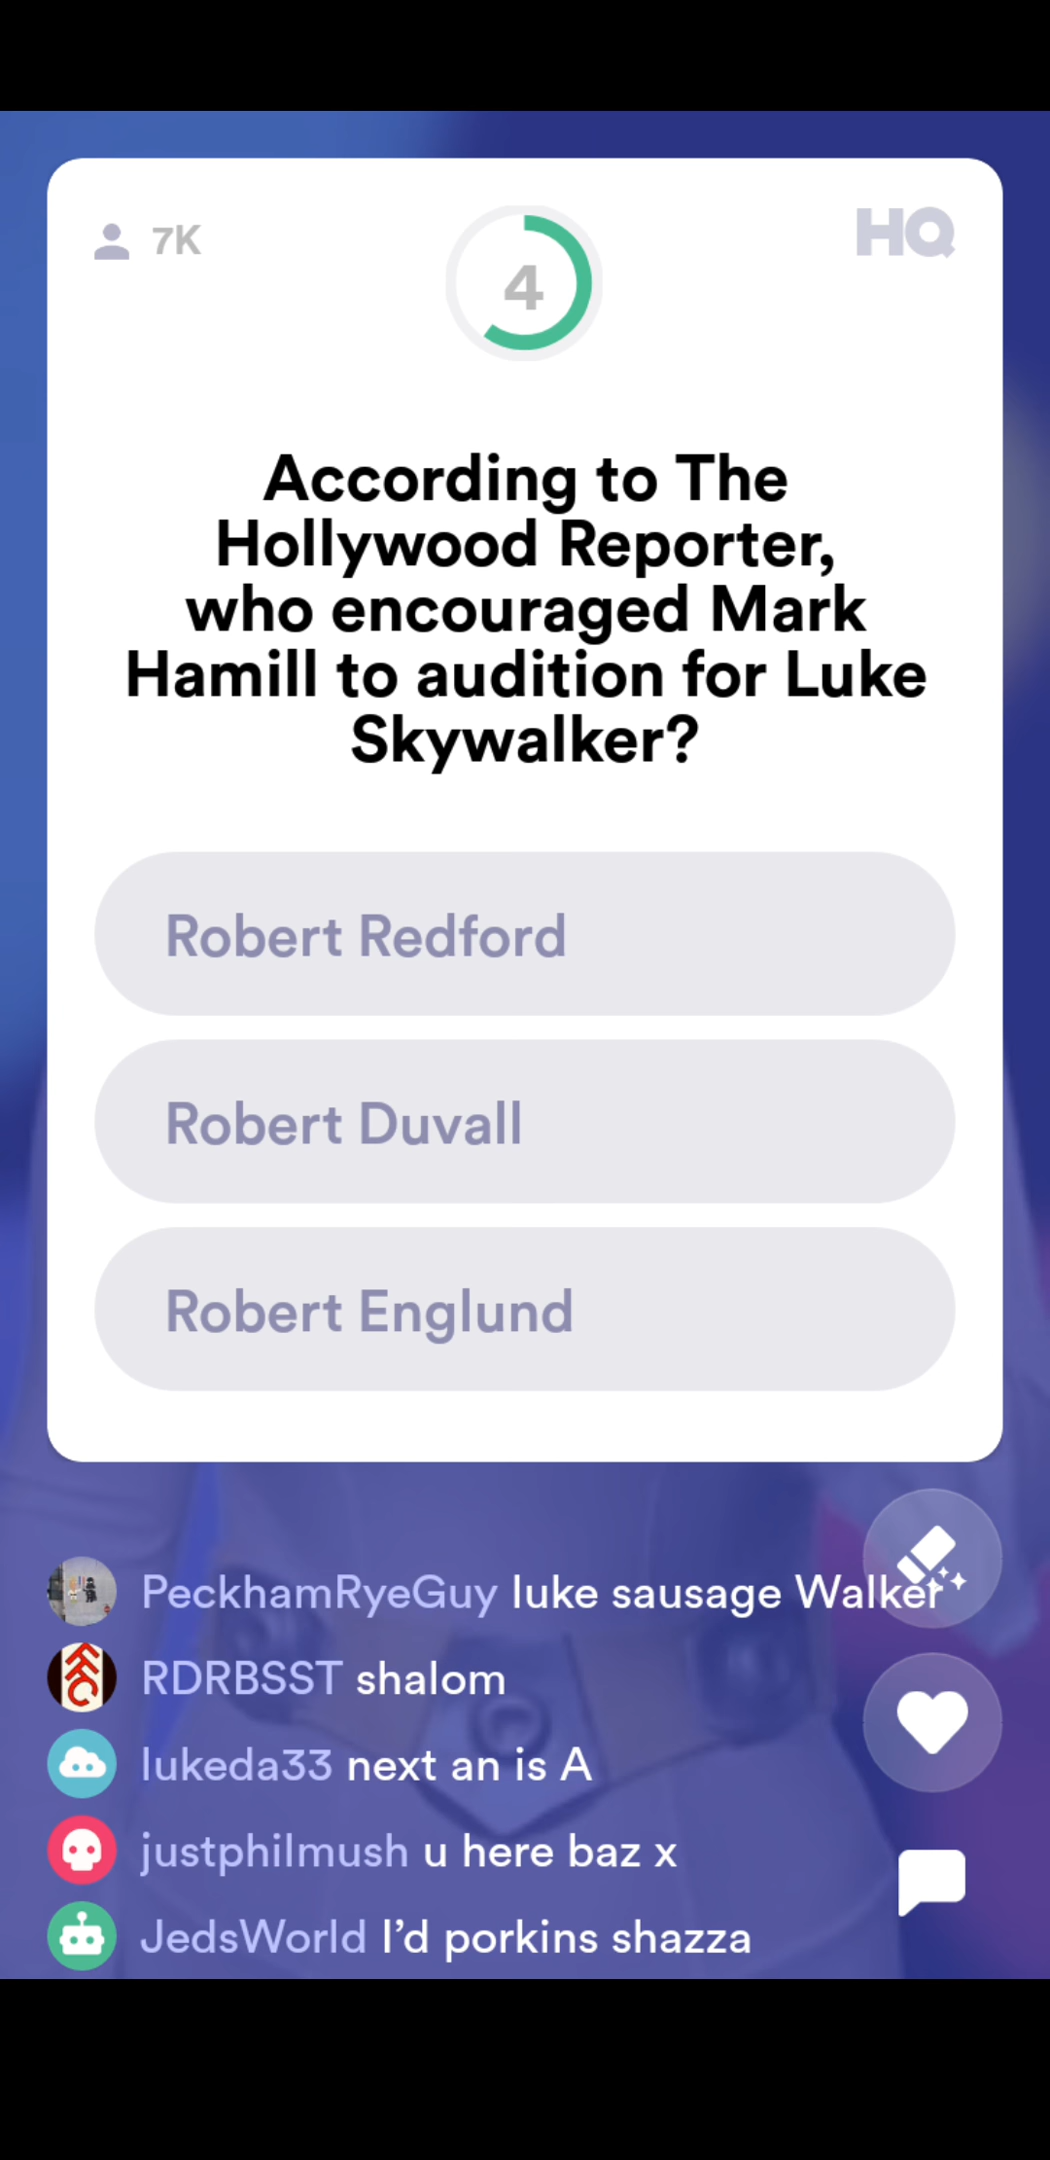 7K
4
HQ
According to The
Hollywood Reporter,
who encouraged Mark
Hamill to audition for Luke
Skywalker?
Robert Redford
Robert Duvall
Robert Englund
PeckhamRyeGuy luke sausage Walker
RDRBSST shalom
lukeda33 next an is A
justphilmush u here baz x
JedsWorld I’d porkins shazza